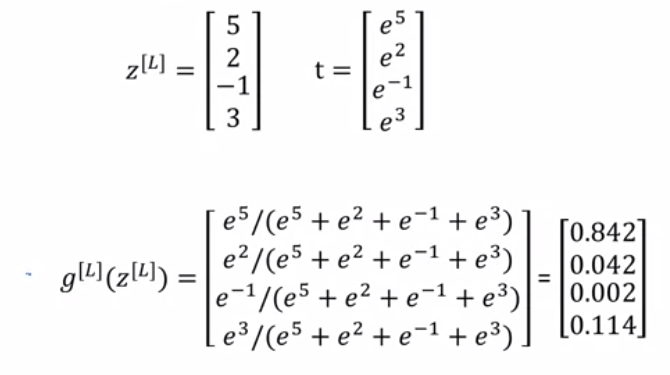 z^[L] = [5 2 −1 3] t = [e^5 e^2 e^−1 e^3]
g^[L](z^[L]) = [e^5/(e^5 + e^2 + e^−1 + e^3)
e^2/(e^5 + e^2 + e^−1 + e^3)
e^−1/(e^5 + e^2 + e^−1 + e^3)
e^3/(e^5 + e^2 + e^−1 + e^3)] = [0.842
0.042
0.002
0.114]